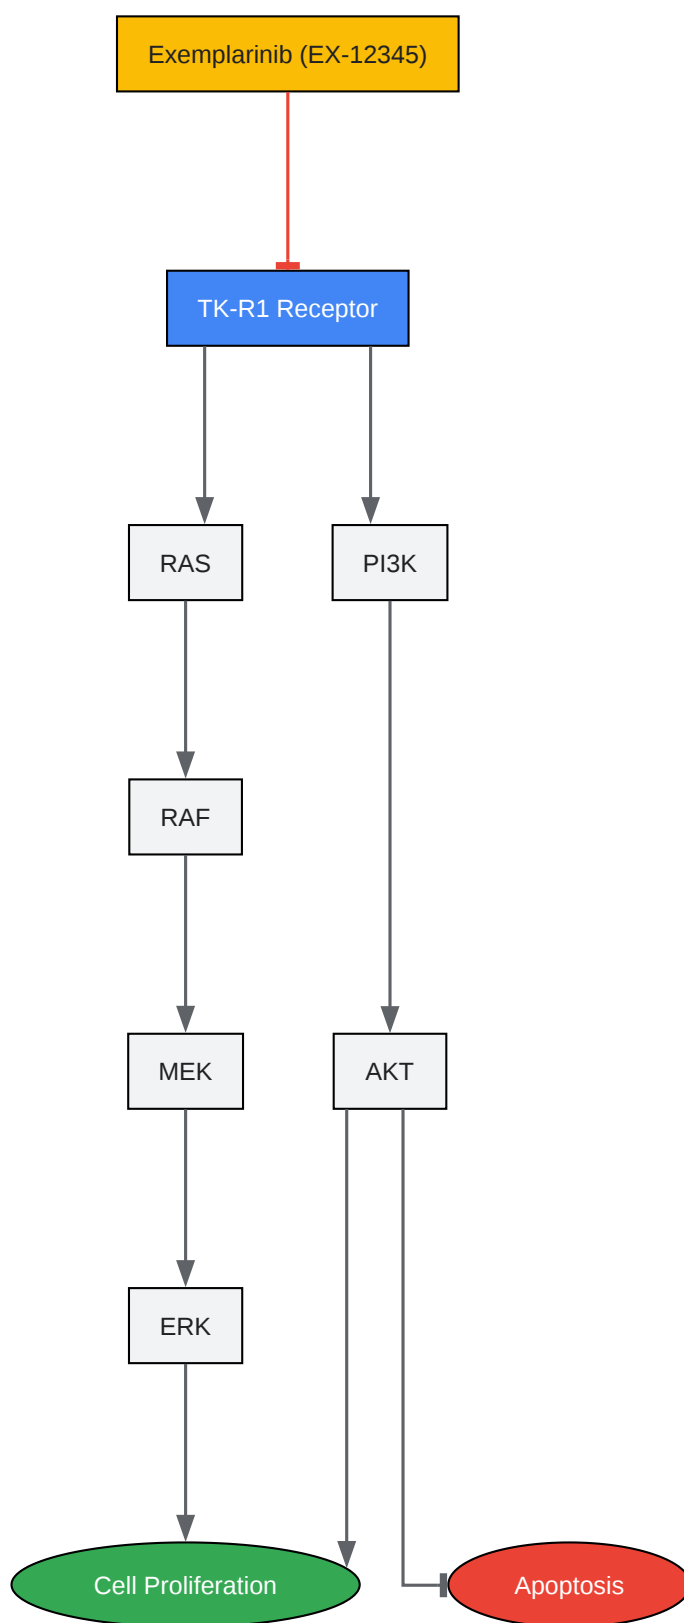 Exemplarinib (EX-12345)
TK-R1 Receptor
RAS
PI3K
RAF
MEK
AKT
ERK
Cell Proliferation
Apoptosis